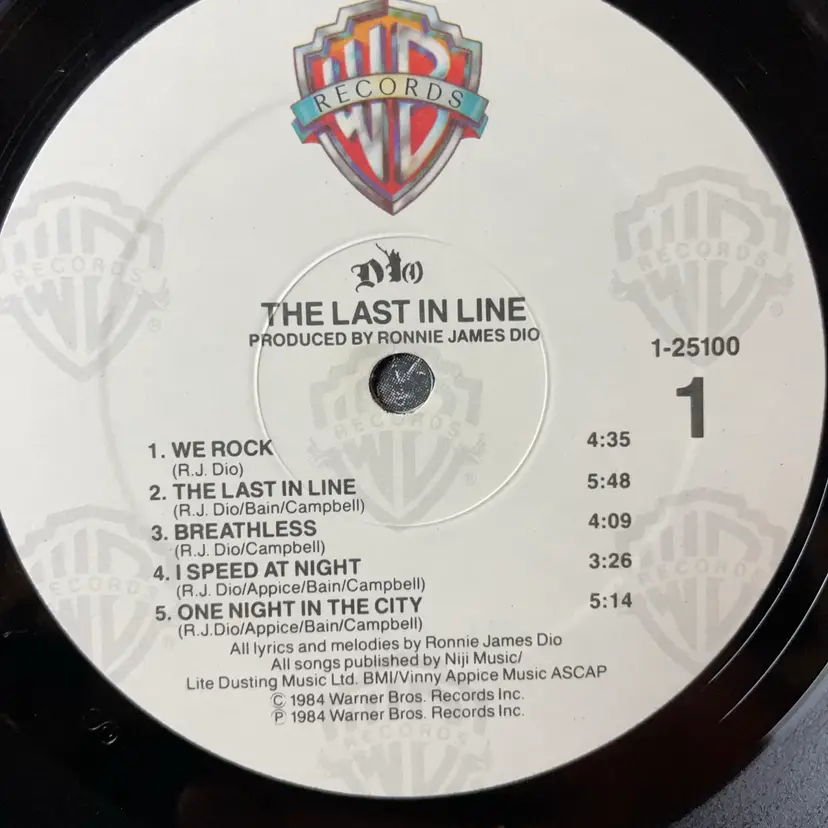 WB
RECORDS
DIO
THE LAST IN LINE
PRODUCED BY RONNIE JAMES DIO
1-25100
1
1. WE ROCK 4:35
(R.J. Dio)
2. THE LAST IN LINE 5:48
(R.J. Dio/Bain/Campbell)
3. BREATHLESS 4:09
(R.J. Dio/Campbell)
4. I SPEED AT NIGHT 3:26
(R.J. Dio/Appice/Bain/Campbell)
5. ONE NIGHT IN THE CITY 5:14
(R.J.Dio/Appice/Bain/Campbell)
All lyrics and melodies by Ronnie James Dio
All songs published by Niji Music/
Lite Dusting Music Ltd. BMI/Vinny Appice Music ASCAP
© 1984 Warner Bros. Records Inc.
℗ 1984 Warner Bros. Records Inc.